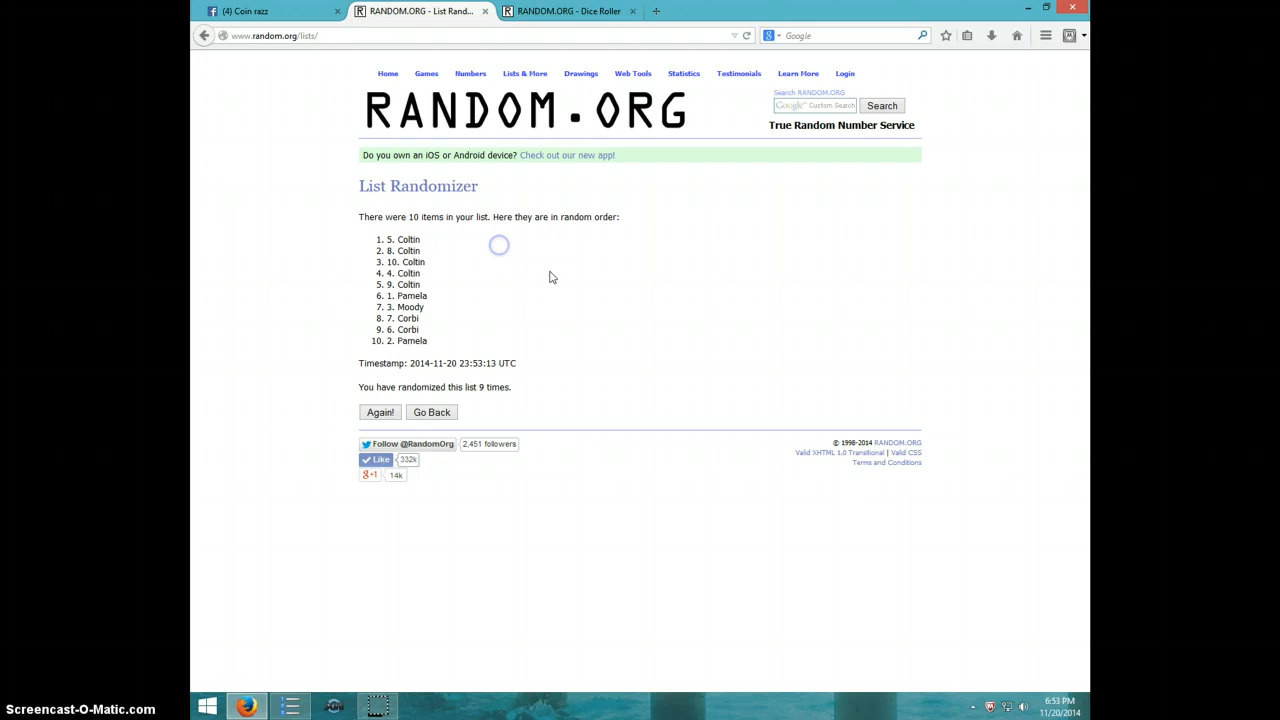 (4) Coin razz
RANDOM.ORG - List Rand...
RANDOM.ORG - Dice Roller
www.random.org/lists/
Google
Home Games Numbers Lists & More Drawings Web Tools Statistics Testimonials Learn More Login
RANDOM.ORG
Search RANDOM.ORG
Google™ Custom Search Search
True Random Number Service
Do you own an iOS or Android device? Check out our new app!
List Randomizer
There were 10 items in your list. Here they are in random order:
1. 5. Coltin
2. 8. Coltin
3. 10. Coltin
4. 4. Coltin
5. 9. Coltin
6. 1. Pamela
7. 3. Moody
8. 7. Corbi
9. 6. Corbi
10. 2. Pamela
Timestamp: 2014-11-20 23:53:13 UTC
You have randomized this list 9 times.
Again! Go Back
Follow @RandomOrg 2,451 followers
Like 332k
g+1 14k
© 1998-2014 RANDOM.ORG
Valid XHTML 1.0 Transitional | Valid CSS
Terms and Conditions
6:53 PM
11/20/2014
Screencast-O-Matic.com